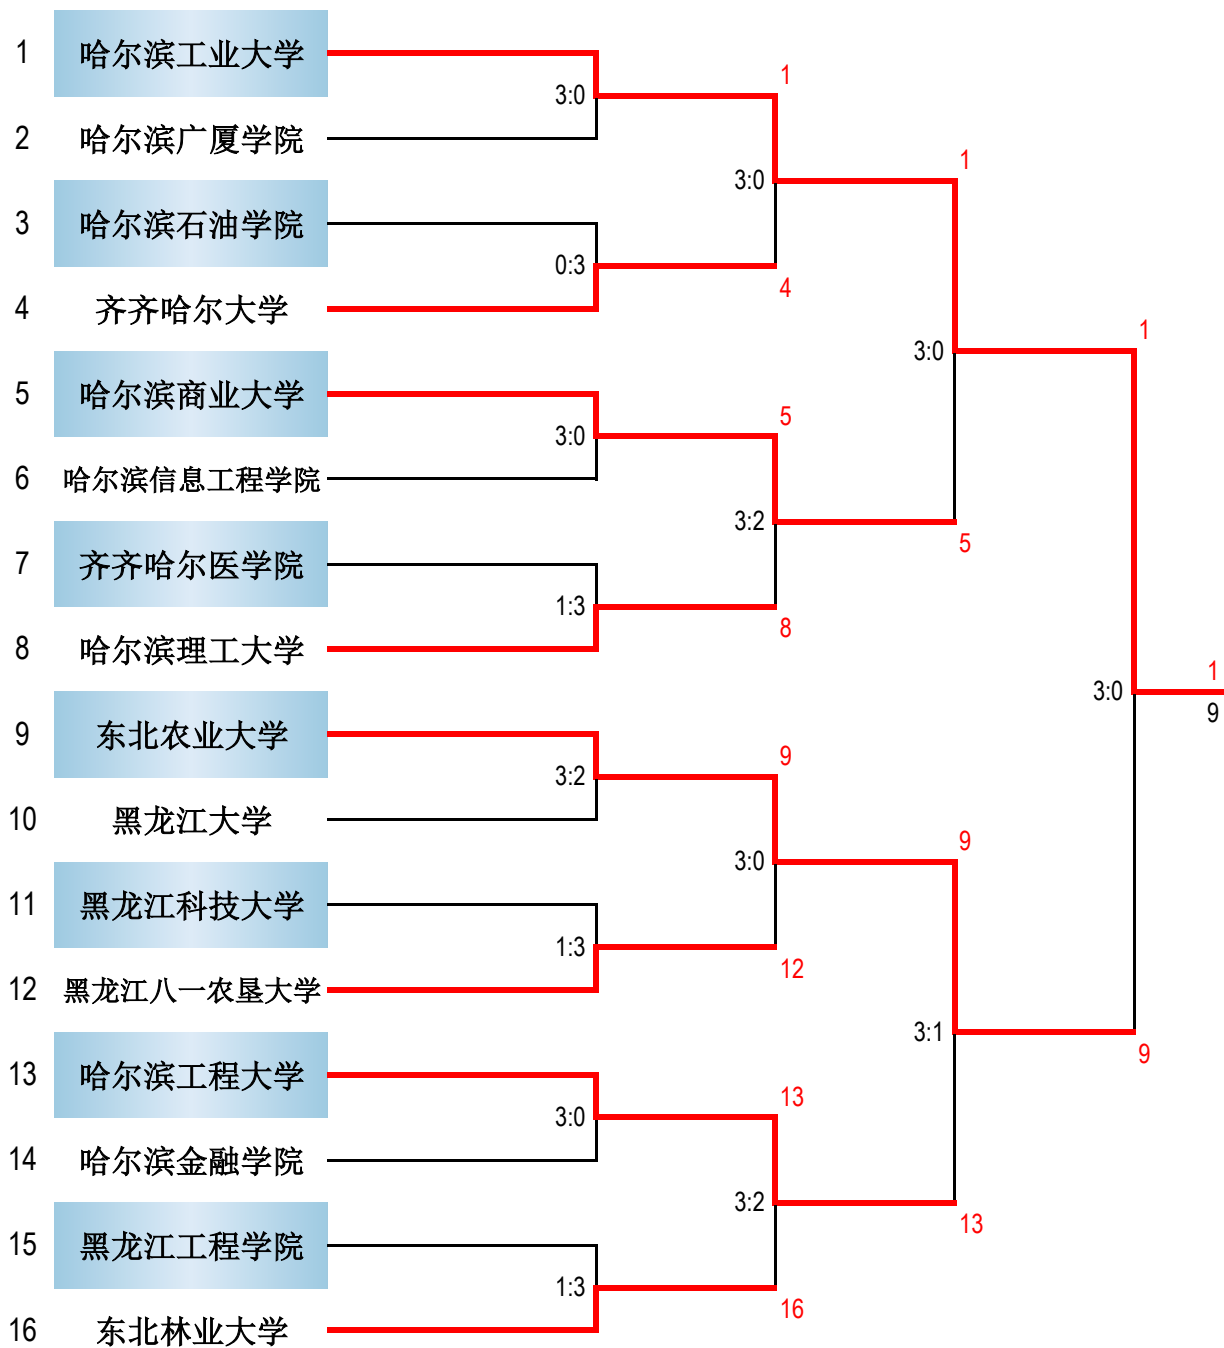 1 哈尔滨工业大学
1
3:0
2 哈尔滨广厦学院
1
3:0
3 哈尔滨石油学院
0:3
4
4 齐齐哈尔大学
1
3:0
5 哈尔滨商业大学
5
3:0
6 哈尔滨信息工程学院
3:2
5
7 齐齐哈尔医学院
1:3
8
8 哈尔滨理工大学
1
3:0
9
9 东北农业大学
9
3:2
10 黑龙江大学
9
3:0
11 黑龙江科技大学
1:3
12
12 黑龙江八一农垦大学
3:1
9
13 哈尔滨工程大学
13
3:0
14 哈尔滨金融学院
3:2
13
15 黑龙江工程学院
1:3
16
16 东北林业大学